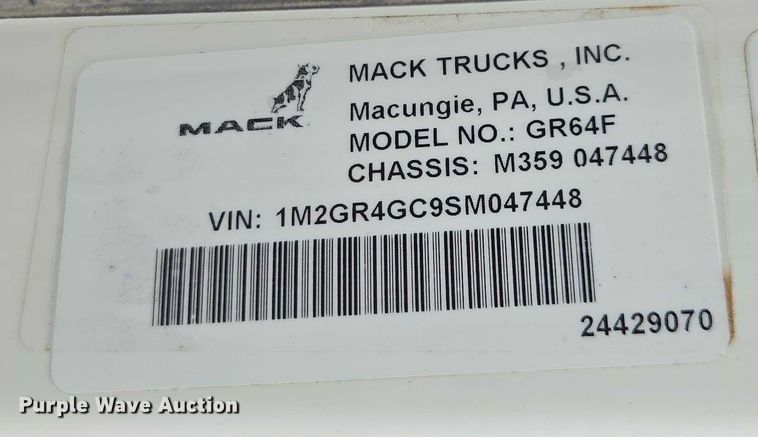 MACK
MACK TRUCKS , INC.
Macungie, PA, U.S.A.
MODEL NO.: GR64F
CHASSIS: M359 047448
VIN: 1M2GR4GC9SM047448
24429070
Purple Wave Auction